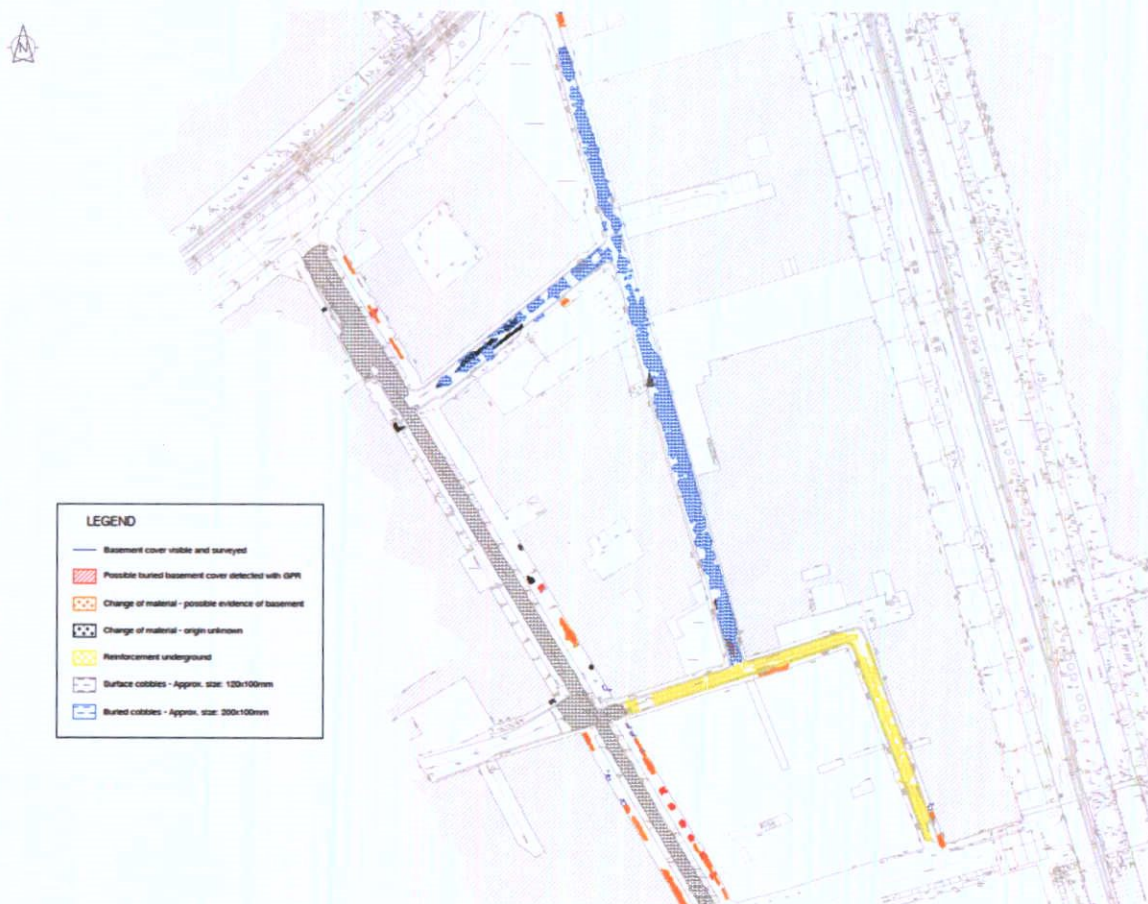 N
LEGEND
Basement cover visible and surveyed
Possible buried basement cover detected with GPR
Change of material - possible evidence of basement
Change of material - origin unknown
Reinforcement underground
Surface cobbles - Approx. size: 120x100mm
Buried cobbles - Approx. size: 200x100mm